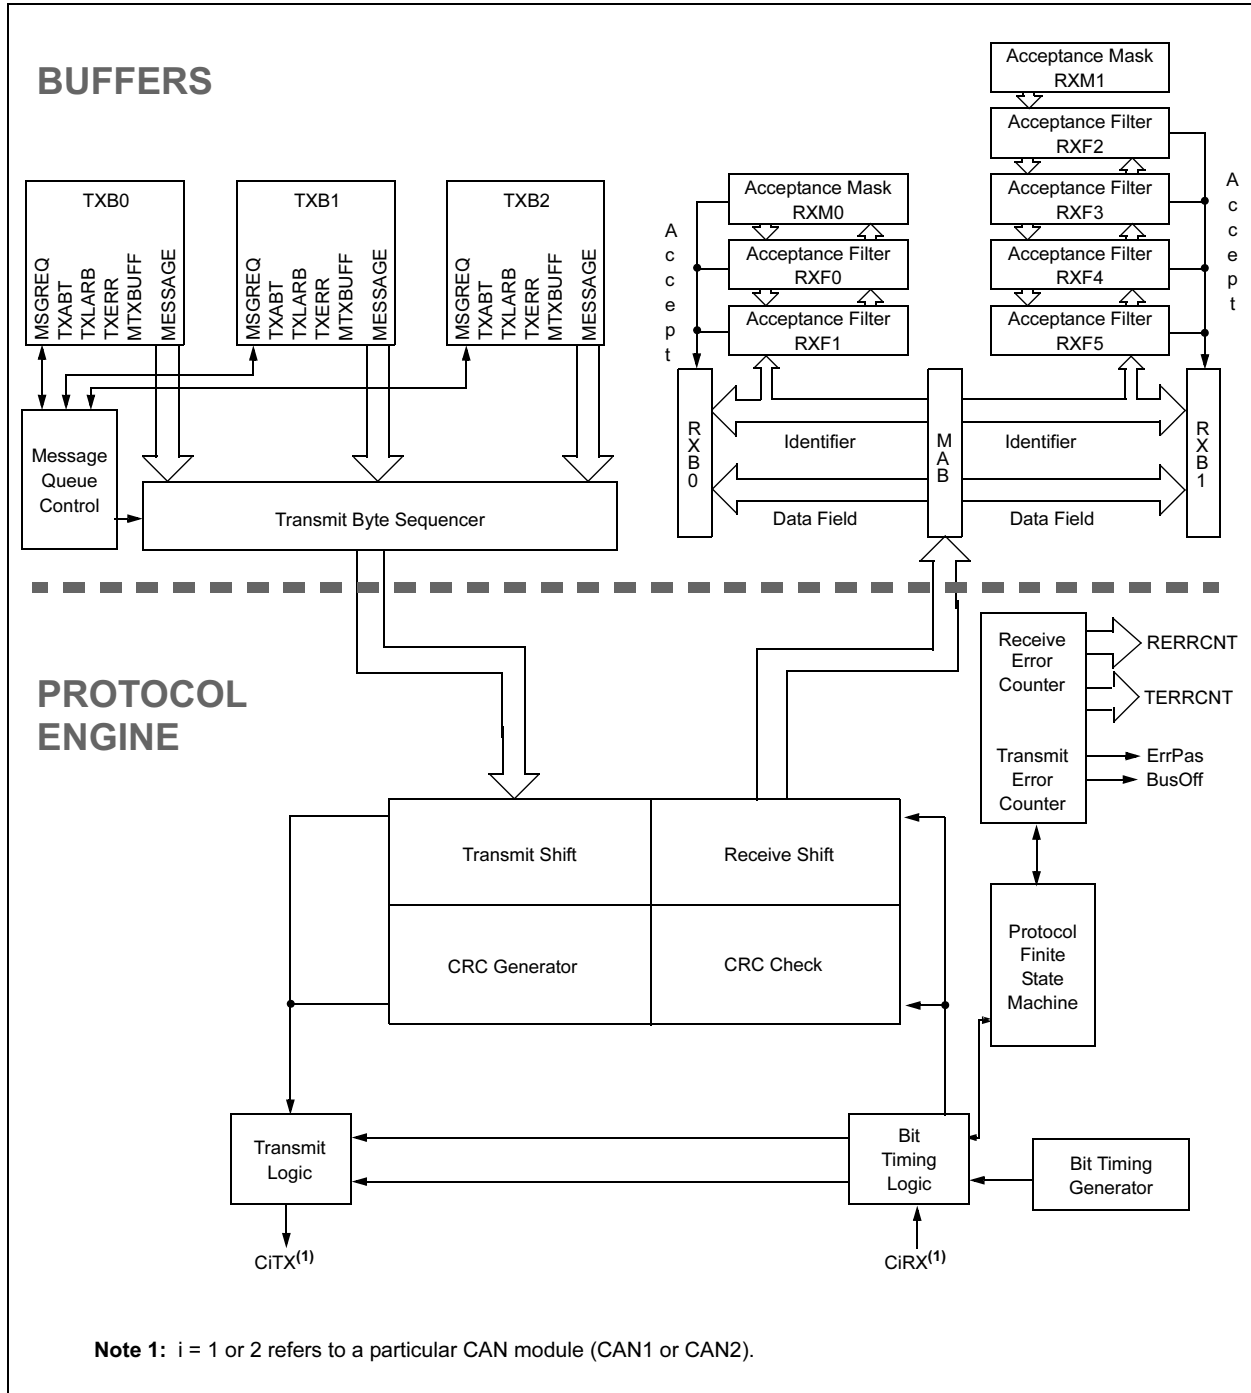 BUFFERS
TXB0
MSGREQ
TXABT
TXLARB
TXERR
MTXBUFF
MESSAGE
TXB1
MSGREQ
TXABT
TXLARB
TXERR
MTXBUFF
MESSAGE
TXB2
MSGREQ
TXABT
TXLARB
TXERR
MTXBUFF
MESSAGE
Message
Queue
Control
Transmit Byte Sequencer
Accept
Acceptance Mask
RXM0
Acceptance Filter
RXF0
Acceptance Filter
RXF1
Acceptance Mask
RXM1
Acceptance Filter
RXF2
Acceptance Filter
RXF3
Acceptance Filter
RXF4
Acceptance Filter
RXF5
Accept
RXB0
Identifier
Data Field
MAB
Identifier
Data Field
RXB1
PROTOCOL
ENGINE
Receive
Error
Counter
Transmit
Error
Counter
RERRCNT
TERRCNT
ErrPas
BusOff
Transmit Shift
Receive Shift
CRC Generator
CRC Check
Protocol
Finite
State
Machine
Transmit
Logic
Bit
Timing
Logic
Bit Timing
Generator
CiTX(1)
CiRX(1)
Note 1: i = 1 or 2 refers to a particular CAN module (CAN1 or CAN2).